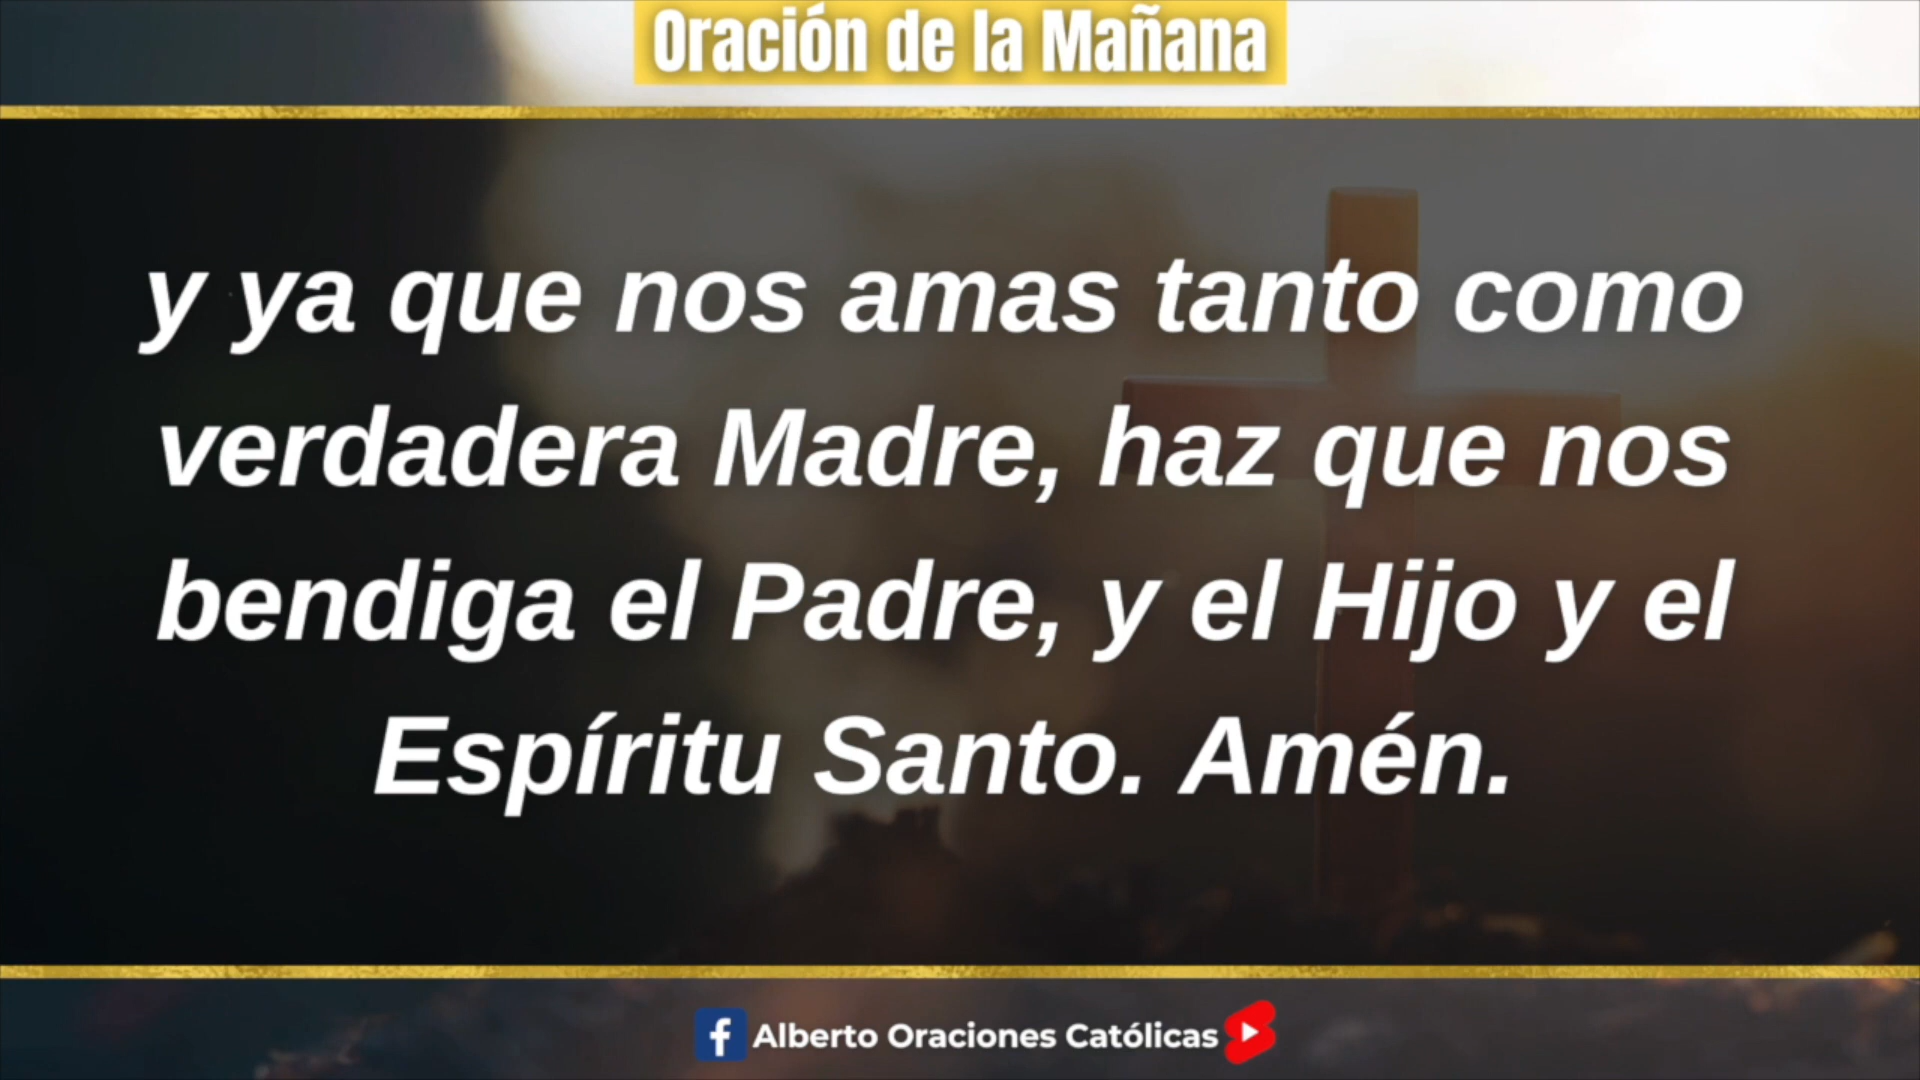 Oración de la Mañana
y ya que nos amas tanto como
verdadera Madre, haz que nos
bendiga el Padre, y el Hijo y el
Espíritu Santo. Amén.
Alberto Oraciones Católicas